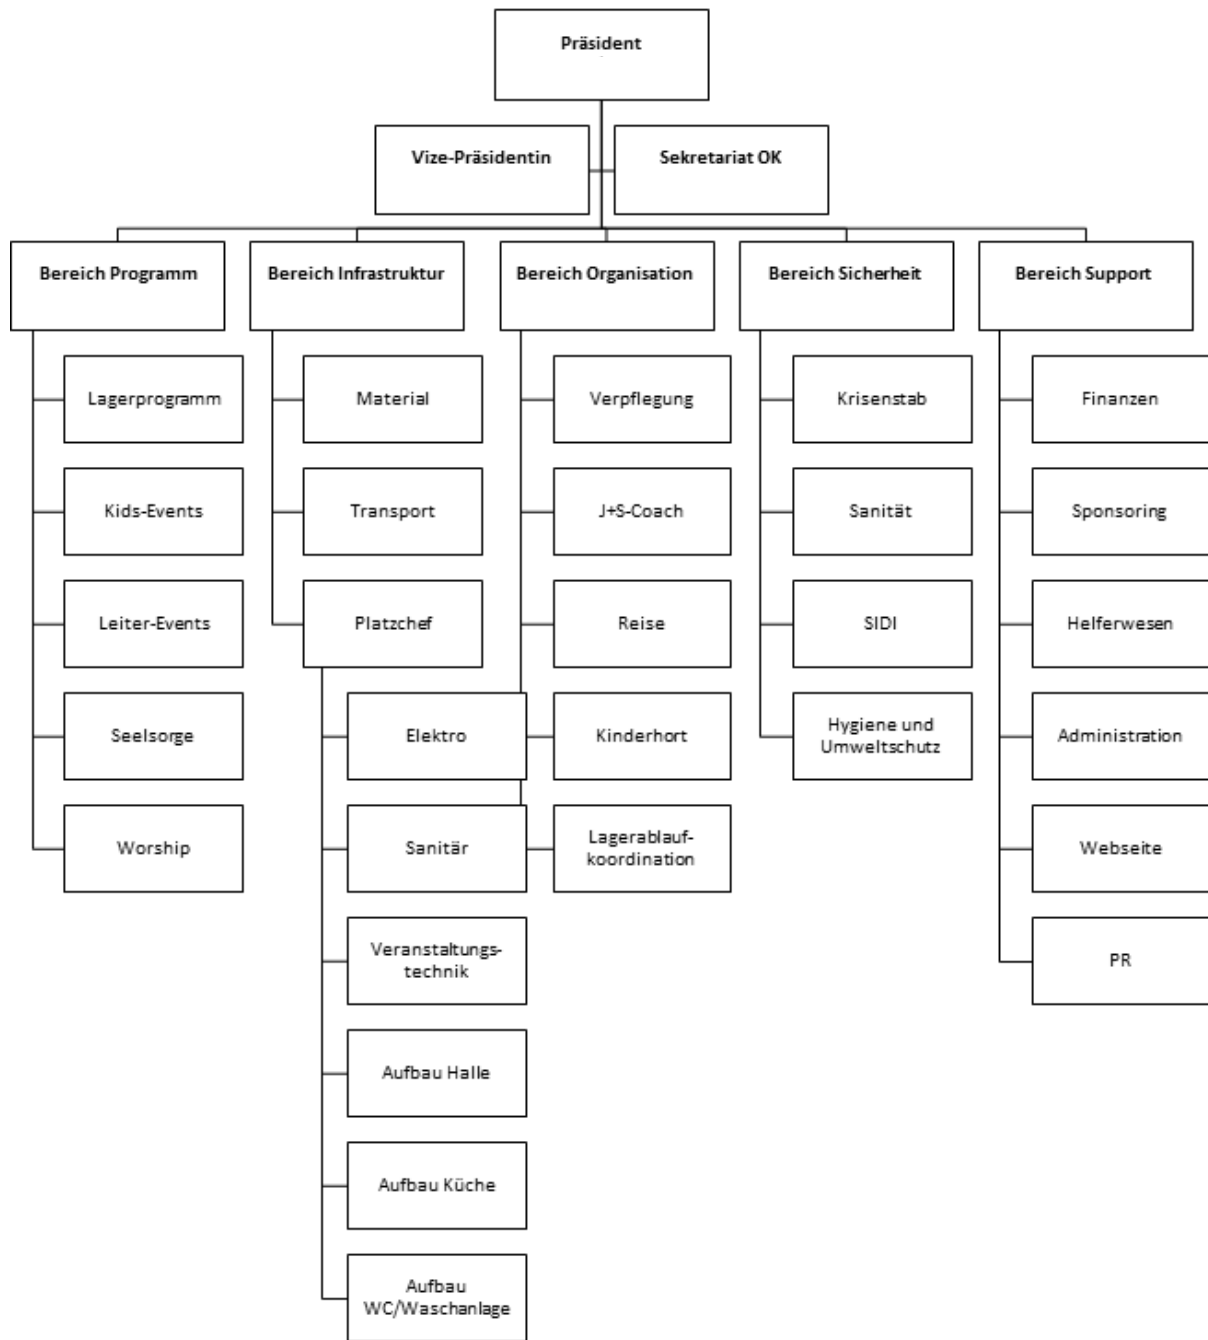 Präsident
Vize-Präsidentin
Sekretariat OK
Bereich Programm
Bereich Infrastruktur
Bereich Organisation
Bereich Sicherheit
Bereich Support
Lagerprogramm
Kids-Events
Leiter-Events
Seelsorge
Worship
Material
Transport
Platzchef
Elektro
Sanitär
Veranstaltungs-
technik
Aufbau Halle
Aufbau Küche
Aufbau
WC/Waschanlage
Verpflegung
J+S-Coach
Reise
Kinderhort
Lagerablauf-
koordination
Krisenstab
Sanität
SIDI
Hygiene und
Umweltschutz
Finanzen
Sponsoring
Helferwesen
Administration
Webseite
PR